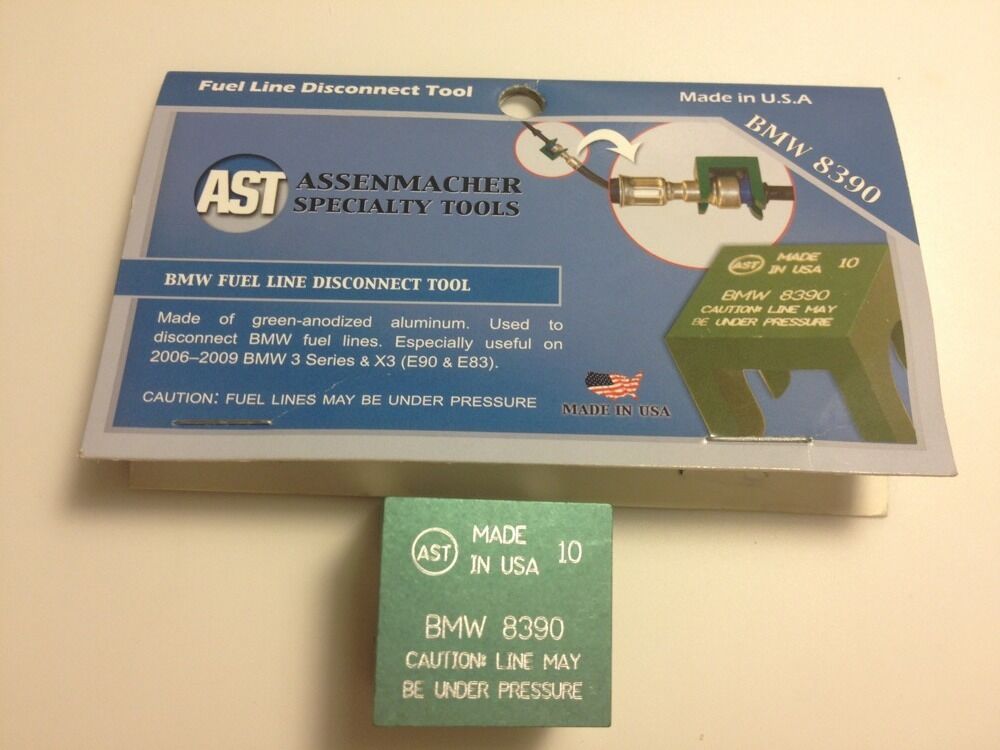 Fuel Line Disconnect Tool
Made in U.S.A
BMW 8390
AST ASSENMACHER
SPECIALTY TOOLS
AST MADE
IN USA 10
BMW 8390
CAUTION: LINE MAY
BE UNDER PRESSURE
BMW FUEL LINE DISCONNECT TOOL
Made of green-anodized aluminum. Used to
disconnect BMW fuel lines. Especially useful on
2006–2009 BMW 3 Series & X3 (E90 & E83).
CAUTION: FUEL LINES MAY BE UNDER PRESSURE
MADE IN USA
AST MADE
IN USA 10
BMW 8390
CAUTION: LINE MAY
BE UNDER PRESSURE